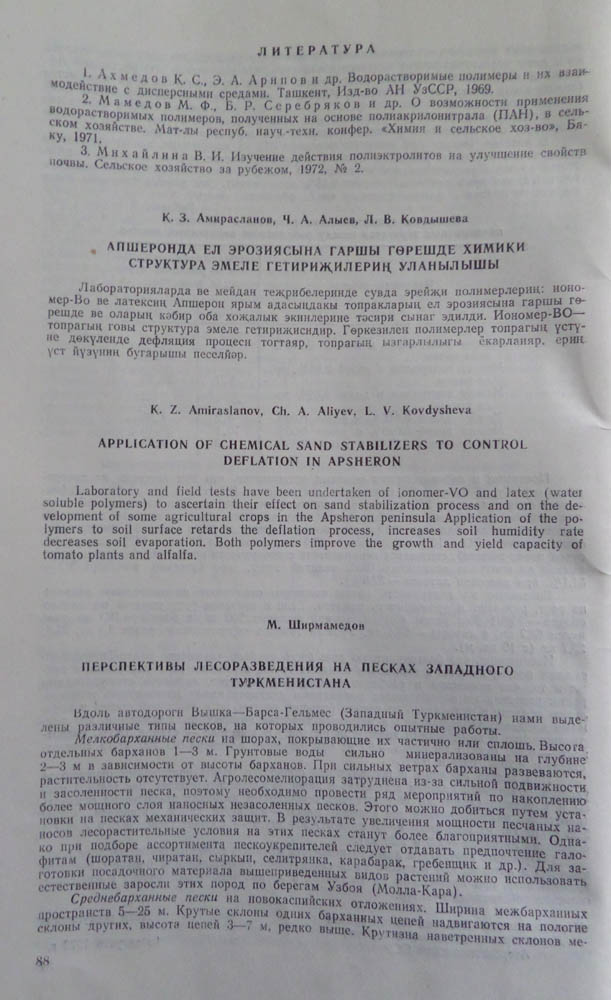 ЛИТЕРАТУРА
1. Ахмедов К. С., Э. А. Арипов и др. Водорастворимые полимеры и их взаи-
модействие с дисперсными средами. Ташкент, Изд-во АН УзССР, 1969.
2. Мамедов М. Ф., Б. Р. Серебряков и др. О возможности применения
водорастворимых полимеров, полученных на основе полиакрилонитрала (ПАН), в сель-
ском хозяйстве. Мат-лы респуб. науч.-техн. конфер. «Химия и сельское хоз-во», Ба-
ку, 1971.
3. Михайлина В. И. Изучение действия полиэктролитов на улучшение свойств
почвы. Сельское хозяйство за рубежом, 1972, № 2.
К. З. Амирасланов, Ч. А. Алыев, Л. В. Ковдышева
АПШЕРОНДА ЕЛ ЭРОЗИЯСЫНА ГАРШЫ ГӨРЕШДЕ ХИМИКИ
СТРУКТУРА ЭМЕЛЕ ГЕТИРИҖИЛЕРИҢ УЛАНЫЛЫШЫ
Лабораторияларда ве мейдан теҗрибелеринде сувда эрейҗи полимерлериң: ионо-
мер-Во ве латексиң Апшерон ярым адасындакы топракларың ел эрозиясына гаршы гө-
решде ве оларың кәбир оба хоҗалык экинлерине тәсири сынаг эдилди. Иономер-ВО—
топрагың говы структура эмеле гетириҗисидир. Гөркезилен полимерлер топрагың үстү-
не дөкүленде дефляция процеси тогтаяр, топрагың ызгарлылыгы ёкарланяр, ериң
үст йүзүниң бугарышы песелйәр.
K. Z. Amiraslanov, Ch. A. Aliyev, L. V. Kovdysheva
APPLICATION OF CHEMICAL SAND STABILIZERS TO CONTROL
DEFLATION IN APSHERON
Laboratory and field tests have been undertaken of ionomer-VO and latex (water
soluble polymers) to ascertain their effect on sand stabilization process and on the de-
velopment of some agricultural crops in the Apsheron peninsula Application of the po-
lymers to soil surface retards the deflation process, increases soil humidity rate
decreases soil evaporation. Both polymers improve the growth and yield capacity of
tomato plants and alfalfa.
М. Ширмамедов
ПЕРСПЕКТИВЫ ЛЕСОРАЗВЕДЕНИЯ НА ПЕСКАХ ЗАПАДНОГО
ТУРКМЕНИСТАНА
Вдоль автодороги Вышка—Барса-Гельмес (Западный Туркменистан) нами выде-
лены различные типы песков, на которых проводились опытные работы.
Мелкобарханные пески на шорах, покрывающие их частично или сплошь. Высота
отдельных барханов 1—3 м. Грунтовые воды сильно минерализованы на глубине
2—3 м в зависимости от высоты барханов. При сильных ветрах барханы развеваются,
растительность отсутствует. Агролесомелиорация затруднена из-за сильной подвижности
и засоленности песка, поэтому необходимо провести ряд мероприятий по накоплению
более мощного слоя наносных незасоленных песков. Этого можно добиться путем уста-
новки на песках механических защит. В результате увеличения мощности песчаных на-
носов лесорастительные условия на этих песках станут более благоприятными. Одна-
ко при подборе ассортимента пескоукрепителей следует отдавать предпочтение гало-
фитам (шоратан, чиратан, сыркып, селитрянка, карабарак, гребенщик и др.). Для за-
готовки посадочного материала вышеприведенных видов растений можно использовать
естественные заросли этих пород по берегам Узбоя (Молла-Кара).
Среднебарханные пески на новокаспийских отложениях. Ширина межбарханных
пространств 5—25 м. Крутые склоны одних барханных цепей надвигаются на пологие
склоны других, высота цепей 3—7 м, редко выше. Крутизна наветренных склонов ме-
88